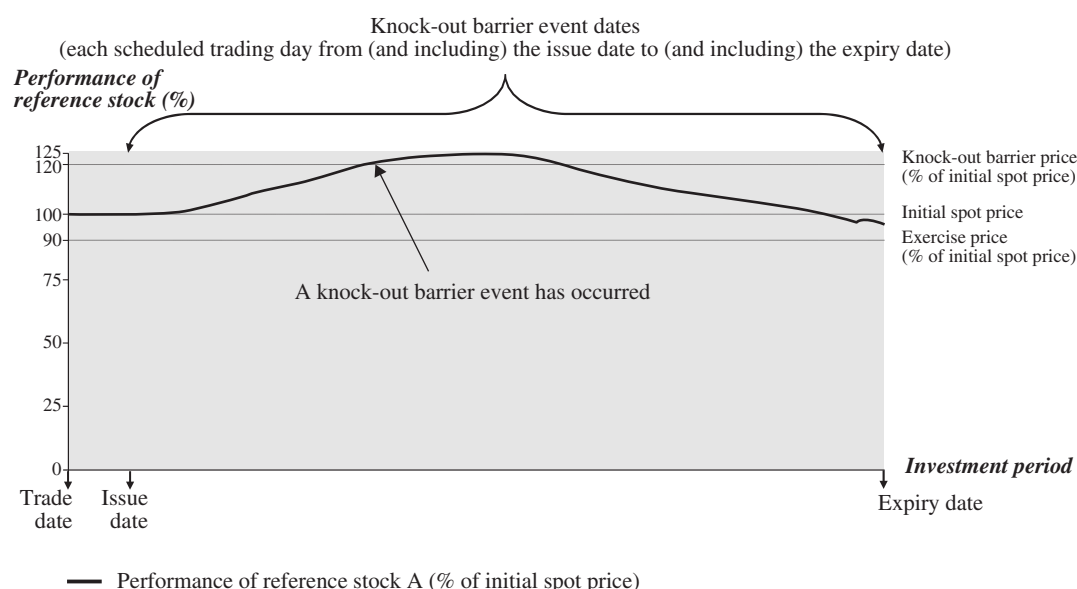 Knock-out barrier event dates
(each scheduled trading day from (and including) the issue date to (and including) the expiry date)
Performance of
reference stock (%)
125
120
100
90
75
50
25
0
Knock-out barrier price
(% of initial spot price)
Initial spot price
Exercise price
(% of initial spot price)
A knock-out barrier event has occurred
Investment period
Trade
date
Issue
date
Expiry date
Performance of reference stock A (% of initial spot price)